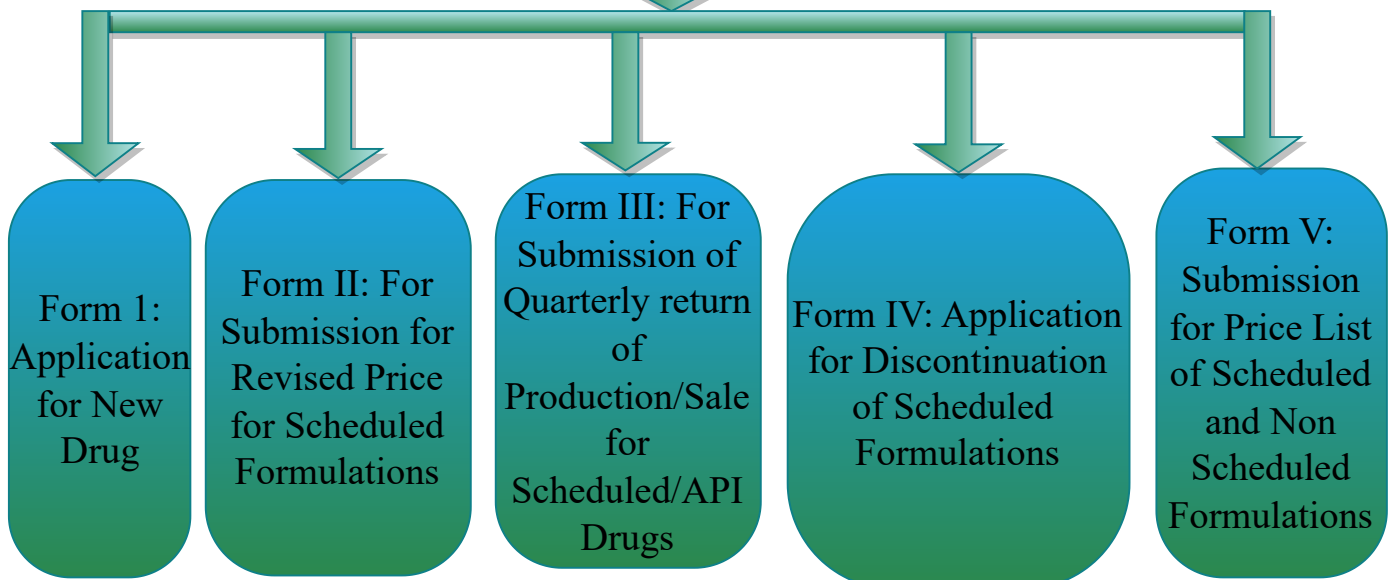 Form 1:
Application
for New
Drug
Form II: For
Submission for
Revised Price
for Scheduled
Formulations
Form III: For
Submission of
Quarterly return
of
Production/Sale
for
Scheduled/API
Drugs
Form IV: Application
for Discontinuation
of Scheduled
Formulations
Form V:
Submission
for Price List
of Scheduled
and Non
Scheduled
Formulations